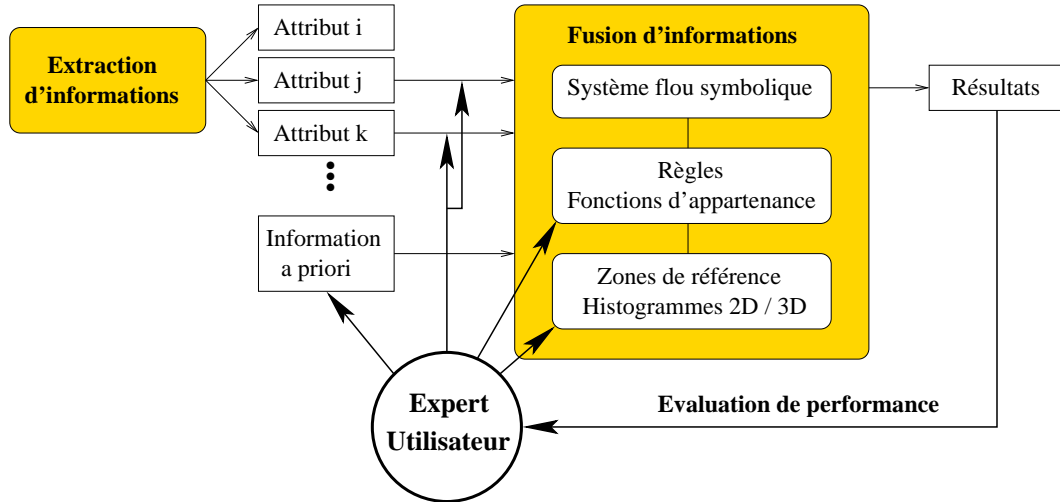 Extraction
d'informations
Attribut i
Attribut j
Attribut k
Information
a priori
Fusion d'informations
Système flou symbolique
Règles
Fonctions d'appartenance
Zones de référence
Histogrammes 2D / 3D
Résultats
Evaluation de performance
Expert
Utilisateur